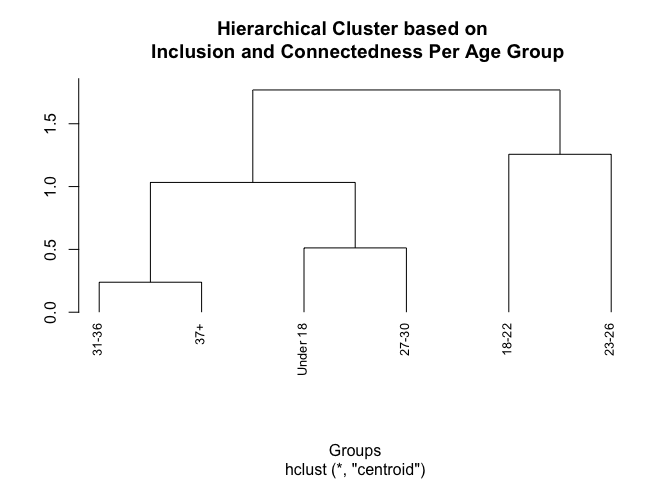 Hierarchical Cluster based on
Inclusion and Connectedness Per Age Group
1.5
1.0
0.5
0.0
31-36
37+
Under 18
27-30
18-22
23-26
Groups
hclust (*, "centroid")